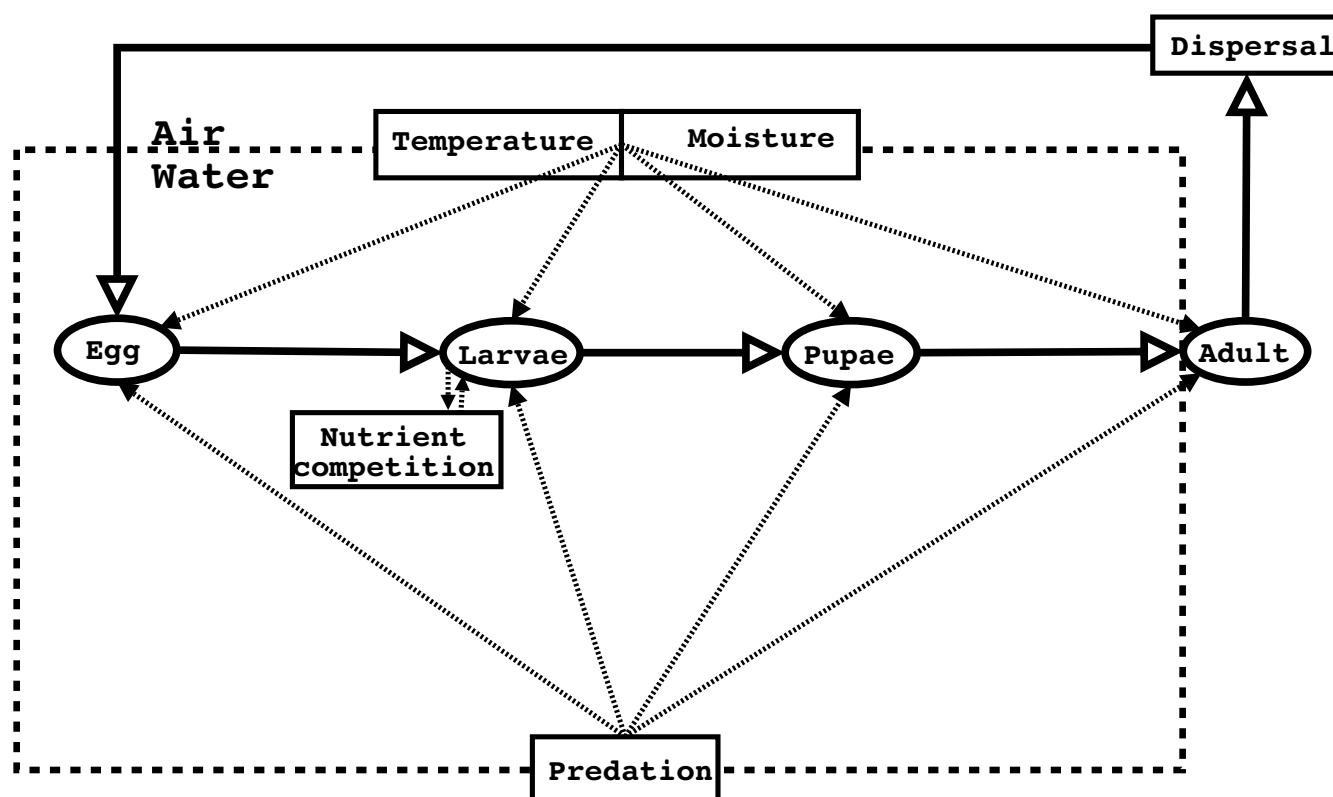 Dispersal
Air
Water
Temperature
Moisture
Egg
Larvae
Pupae
Adult
Nutrient
competition
Predation